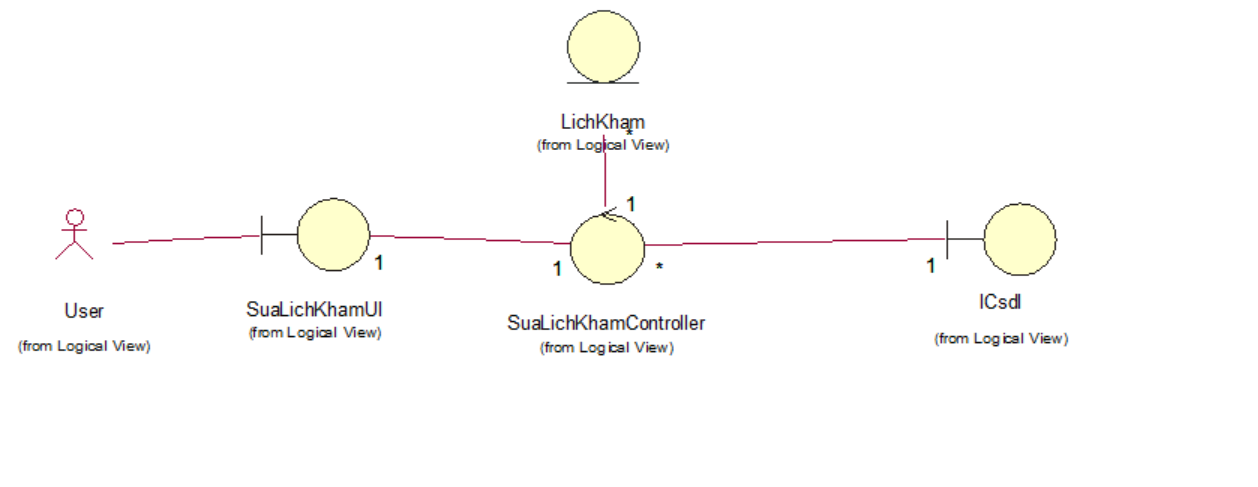 LichKham
*
(from Logical View)
1
1
1
*
1
User
(from Logical View)
SuaLichKhamUI
(from Logical View)
SuaLichKhamController
(from Logical View)
ICsdl
(from Logical View)